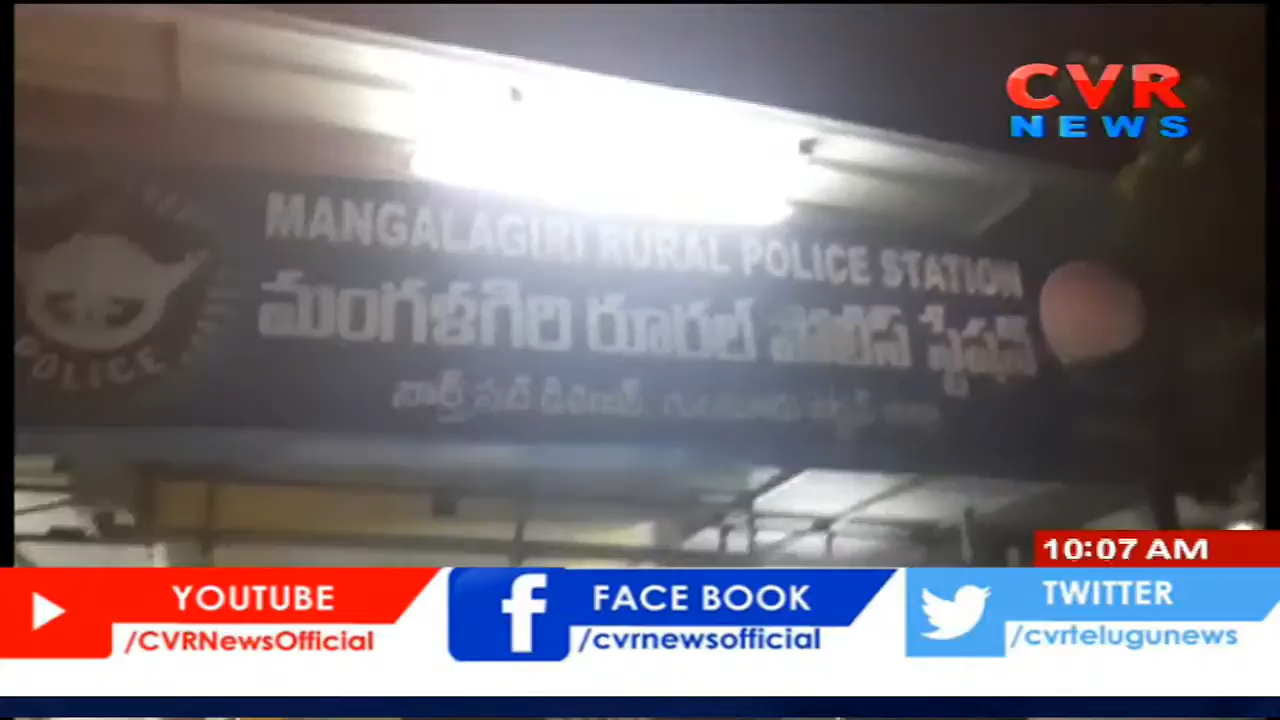 CVR
NEWS
MANGALAGIRI RURAL POLICE STATION
మంగళగిరి రూరల్ పోలీస్ స్టేషన్
POLICE
10:07 AM
YOUTUBE
/CVRNewsOfficial
FACE BOOK
/cvrnewsofficial
TWITTER
/cvrtelugunews